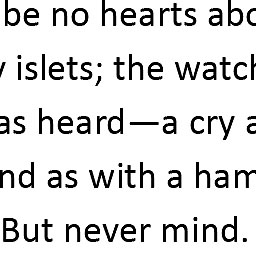 be no hearts abo
islets; the watch
as heard—a cry a
nd as with a ham
But never mind.